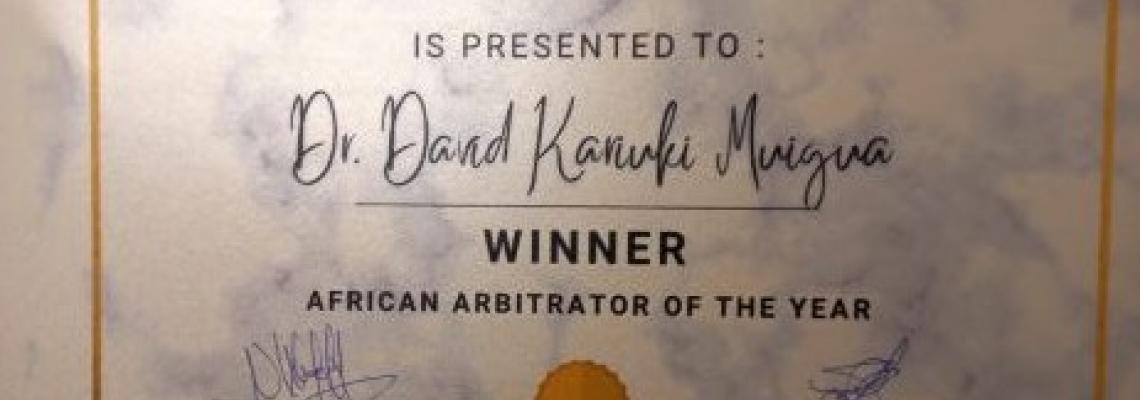 IS PRESENTED TO :
Dr. David Kariuki Muigua
WINNER
AFRICAN ARBITRATOR OF THE YEAR